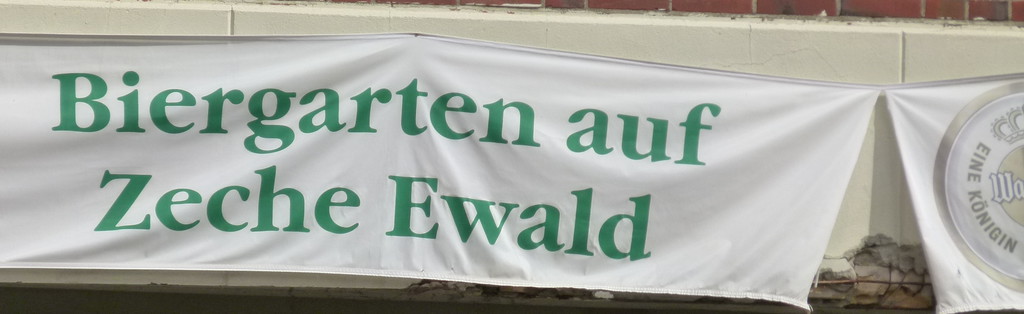 Biergarten auf
Zeche Ewald
EINE KÖNIGIN